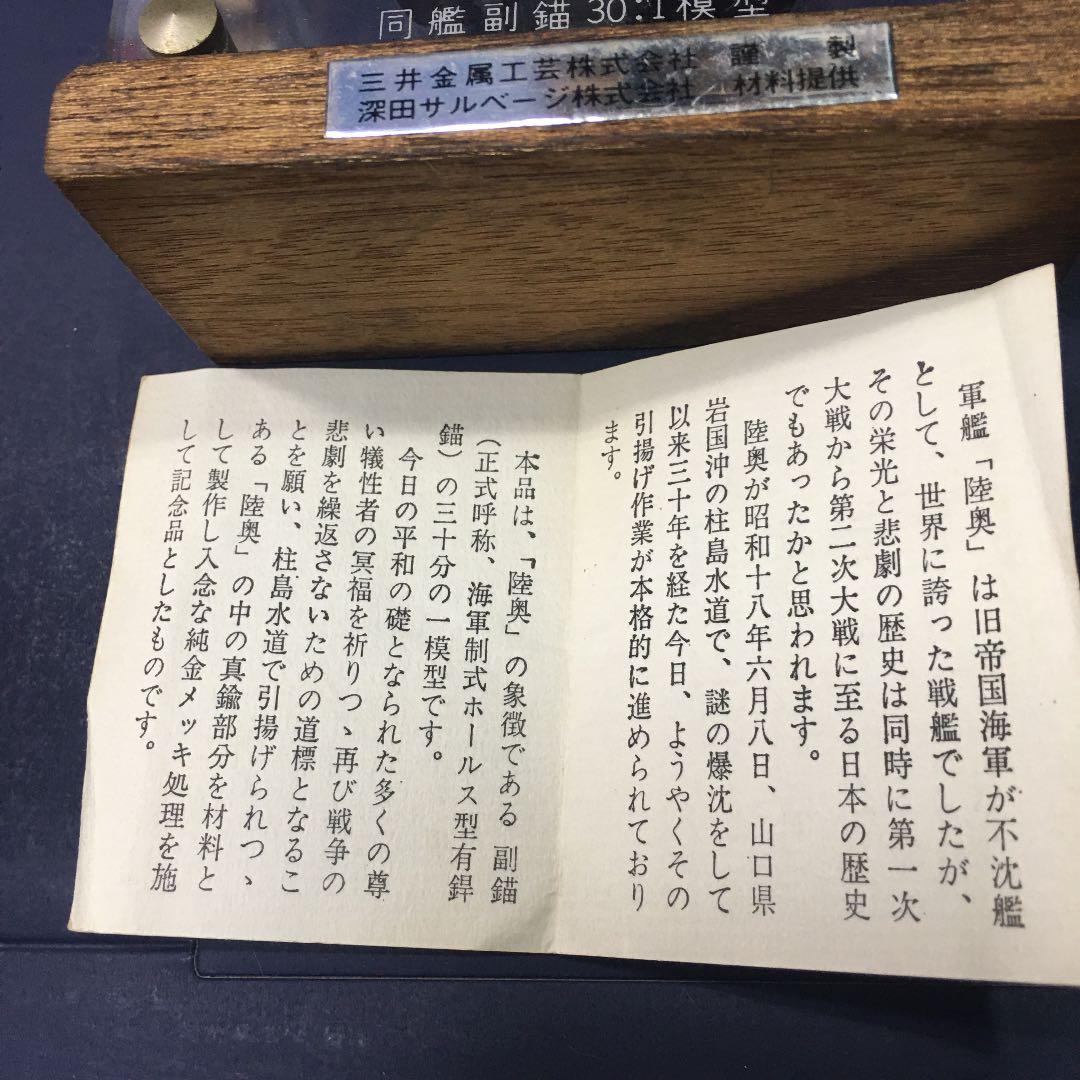 同艦副錨30:1模型
三井金属工芸株式会社 謹製
深田サルベージ株式会社 材料提供
軍艦「陸奥」は旧帝国海軍が不沈艦
として、世界に誇った戦艦でしたが、
その栄光と悲劇の歴史は同時に第一次
大戦から第二次大戦に至る日本の歴史
でもあったかと思われます。
陸奥が昭和十八年六月八日、山口県
岩国沖の柱島水道で、謎の爆沈をして
以来三十年を経た今日、ようやくその
引揚げ作業が本格的に進められており
ます。
本品は、「陸奥」の象徴である副錨
(正式呼称、海軍制式ホールス型有銲
錨)の三十分の一模型です。
今日の平和の礎となられた多くの尊
い犠性者の冥福を祈りつゝ再び戦争の
悲劇を繰返さないための道標となるこ
とを願い、柱島水道で引揚げられつゝ
ある「陸奥」の中の真鍮部分を材料と
して製作し入念な純金メッキ処理を施
して記念品としたものです。